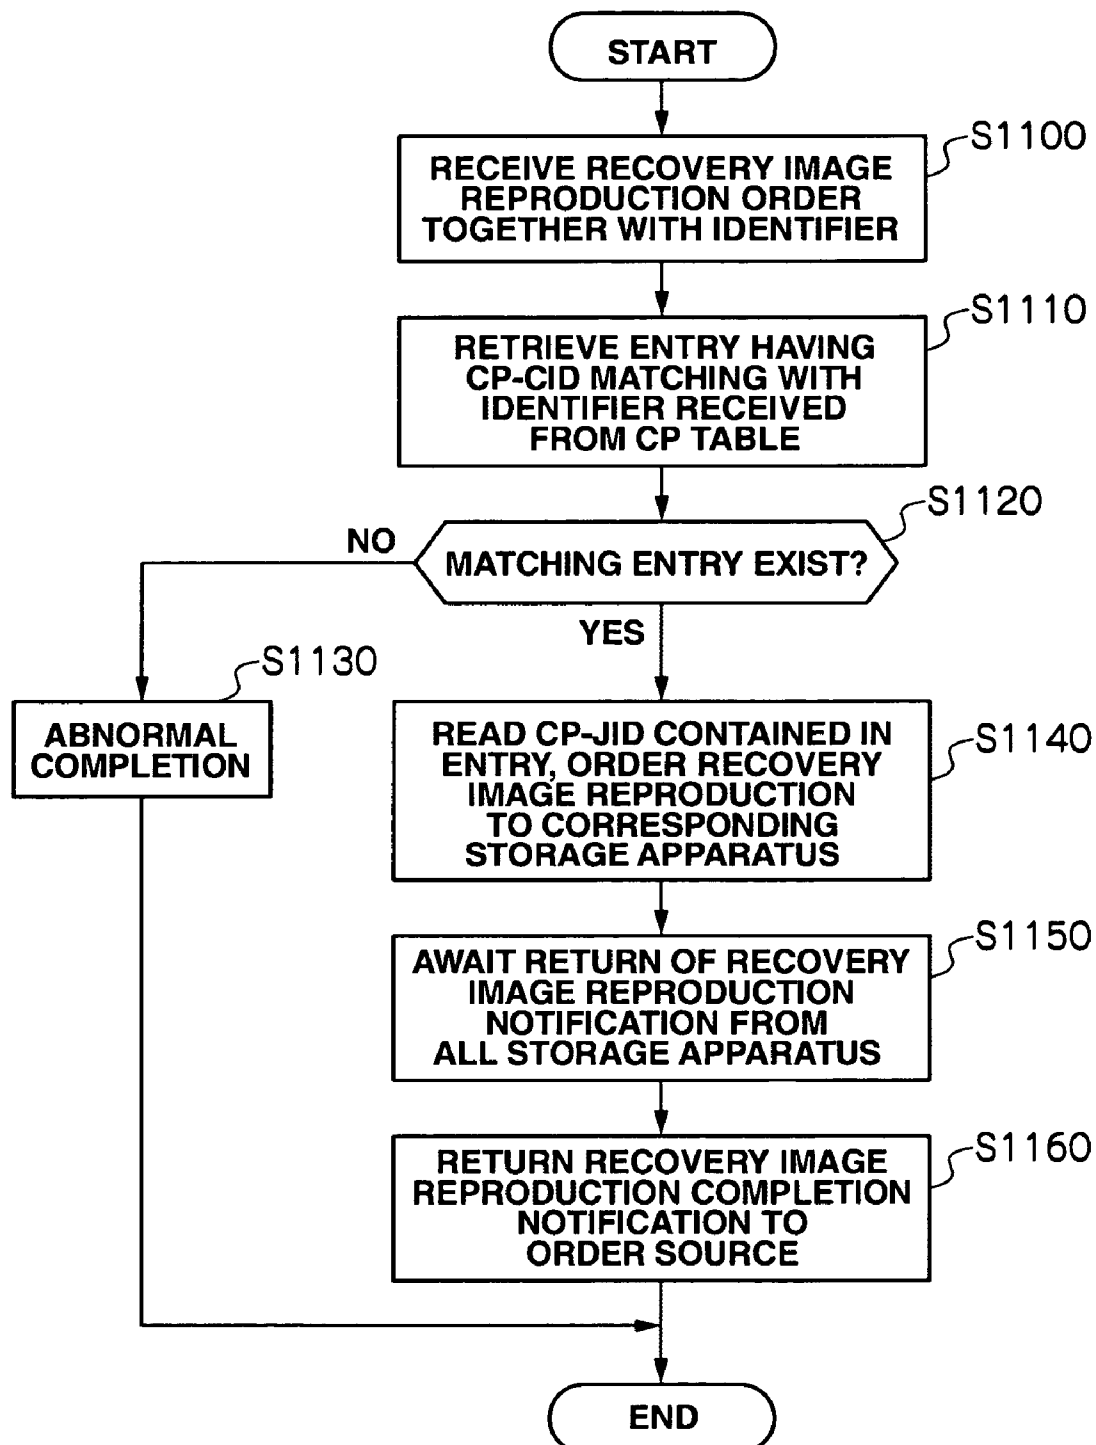 START
S1100
RECEIVE RECOVERY IMAGE
REPRODUCTION ORDER
TOGETHER WITH IDENTIFIER
S1110
RETRIEVE ENTRY HAVING
CP-CID MATCHING WITH
IDENTIFIER RECEIVED
FROM CP TABLE
S1120
NO
MATCHING ENTRY EXIST?
YES
S1130
ABNORMAL
COMPLETION
S1140
READ CP-JID CONTAINED IN
ENTRY, ORDER RECOVERY
IMAGE REPRODUCTION
TO CORRESPONDING
STORAGE APPARATUS
S1150
AWAIT RETURN OF RECOVERY
IMAGE REPRODUCTION
NOTIFICATION FROM
ALL STORAGE APPARATUS
S1160
RETURN RECOVERY IMAGE
REPRODUCTION COMPLETION
NOTIFICATION TO
ORDER SOURCE
END